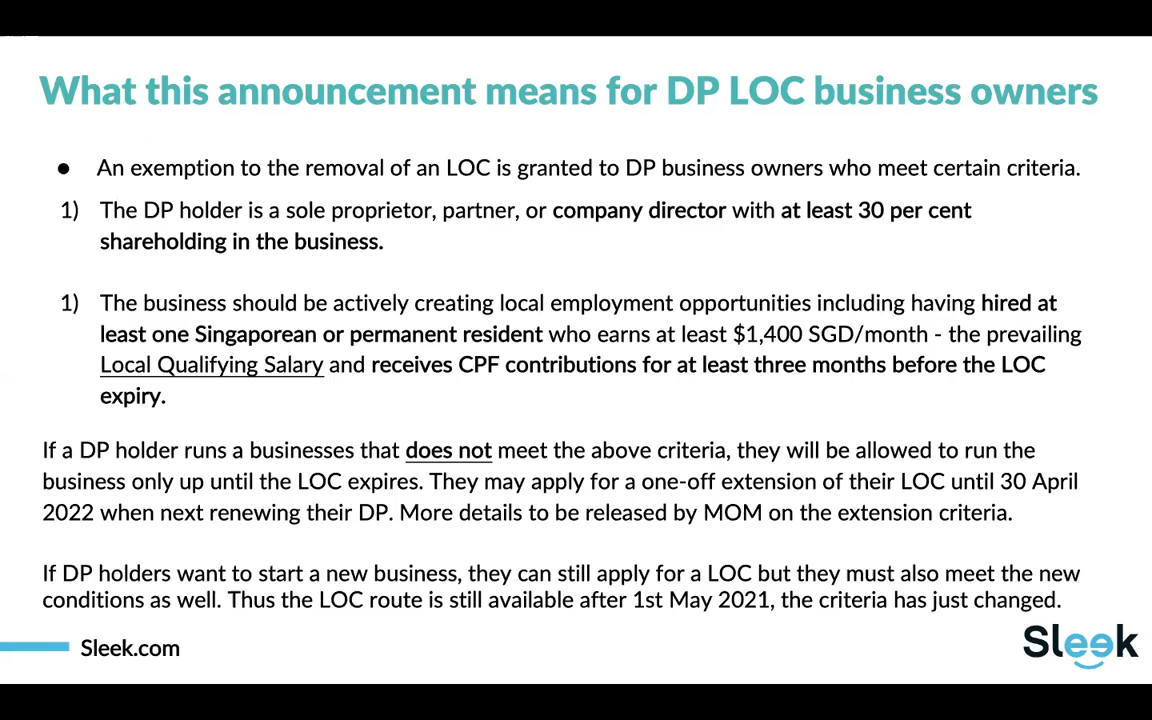 What this announcement means for DP LOC business owners
● An exemption to the removal of an LOC is granted to DP business owners who meet certain criteria.
1) The DP holder is a sole proprietor, partner, or company director with at least 30 per cent
shareholding in the business.
1) The business should be actively creating local employment opportunities including having hired at
least one Singaporean or permanent resident who earns at least $1,400 SGD/month - the prevailing
Local Qualifying Salary and receives CPF contributions for at least three months before the LOC
expiry.
If a DP holder runs a businesses that does not meet the above criteria, they will be allowed to run the
business only up until the LOC expires. They may apply for a one-off extension of their LOC until 30 April
2022 when next renewing their DP. More details to be released by MOM on the extension criteria.
If DP holders want to start a new business, they can still apply for a LOC but they must also meet the new
conditions as well. Thus the LOC route is still available after 1st May 2021, the criteria has just changed.
Sleek.com
Sleek